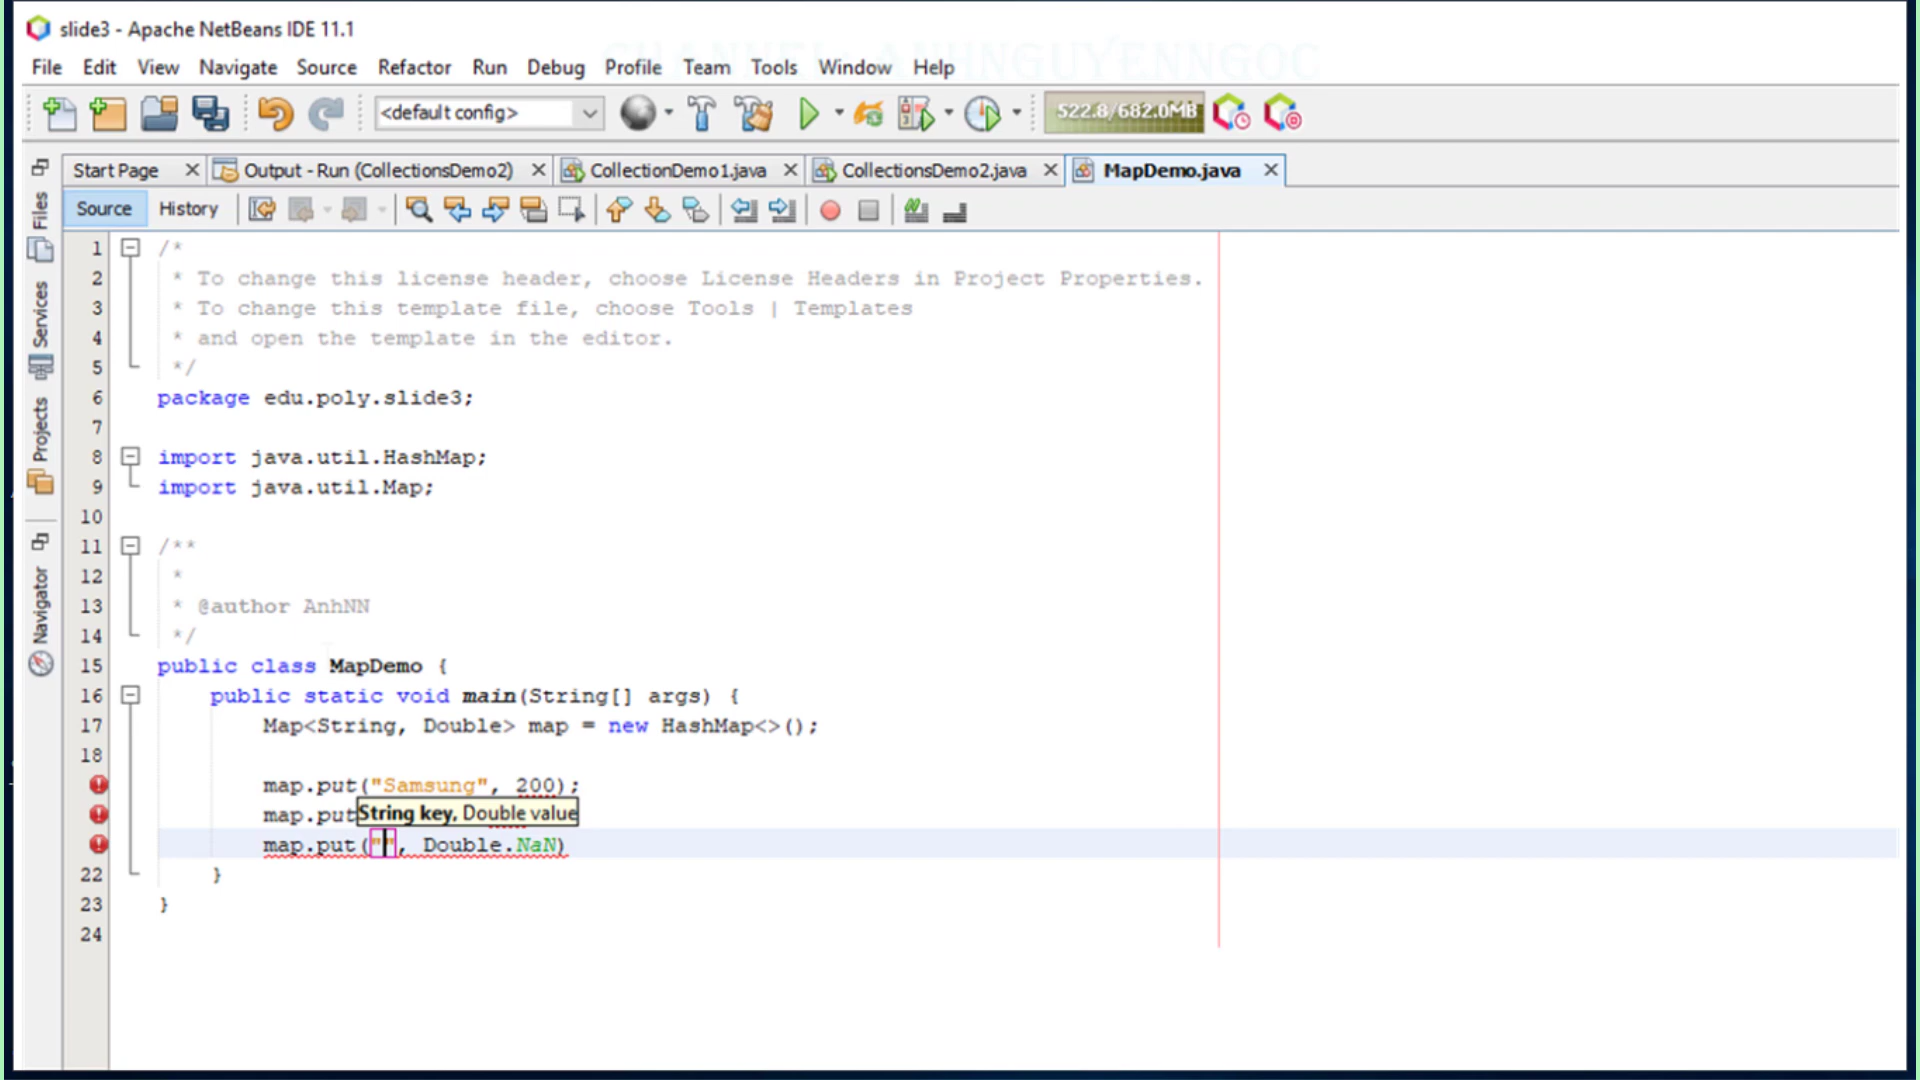 slide3 - Apache NetBeans IDE 11.1
CHANNEL: ANHNGUYENNGOC
File Edit View Navigate Source Refactor Run Debug Profile Team Tools Window Help
<default config>
522.8/682.0MB
Start Page Output - Run (CollectionsDemo2) CollectionDemo1.java CollectionsDemo2.java MapDemo.java
Source History
Files
Services
Projects
Navigator
1 /*
2 * To change this license header, choose License Headers in Project Properties.
3 * To change this template file, choose Tools | Templates
4 * and open the template in the editor.
5 */
6 package edu.poly.slide3;
7
8 import java.util.HashMap;
9 import java.util.Map;
10
11 /**
12 *
13 * @author AnhNN
14 */
15 public class MapDemo {
16 public static void main(String[] args) {
17 Map<String, Double> map = new HashMap<>();
18
map.put("Samsung", 200);
map.put
String key, Double value
map.put("", Double.NaN)
22 }
23 }
24